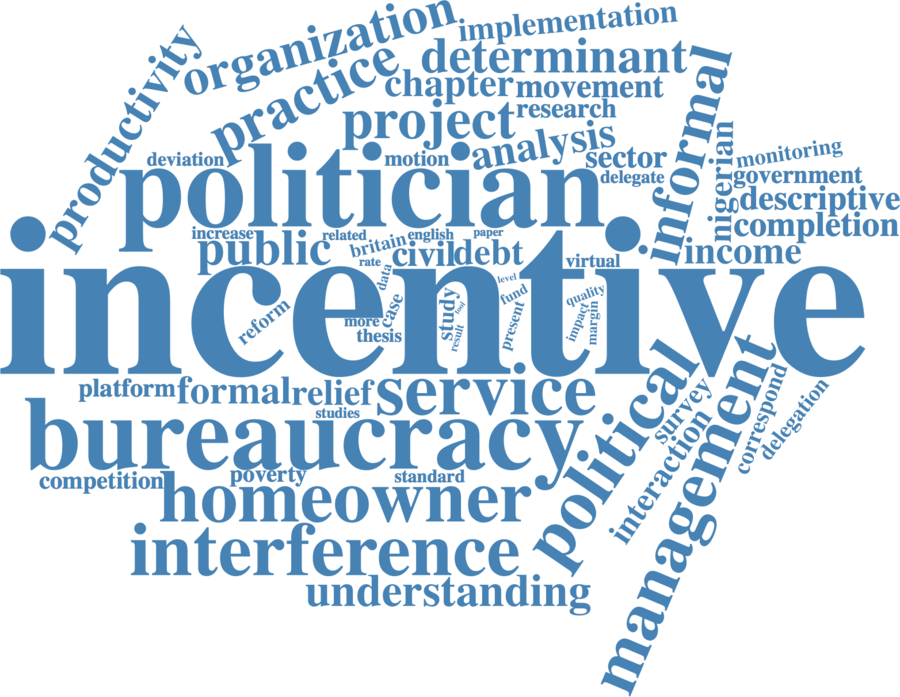 implementation
organization
productivity
determinant
practice
chapter
movement
research
project
informal
analysis
sector
monitoring
deviation
motion
delegate
government
politician
nigerian
descriptive
completion
increase
related
britain
english
paper
public
civil
debt
income
rate
virtual
incentive
data
level
fund
quality
reform
case
study
present
impact
margin
more
thesis
result
platform
formal
relief
service
political
survey
management
correspond
studies
bureaucracy
delegation
interaction
competition
poverty
standard
homeowner
interference
understanding